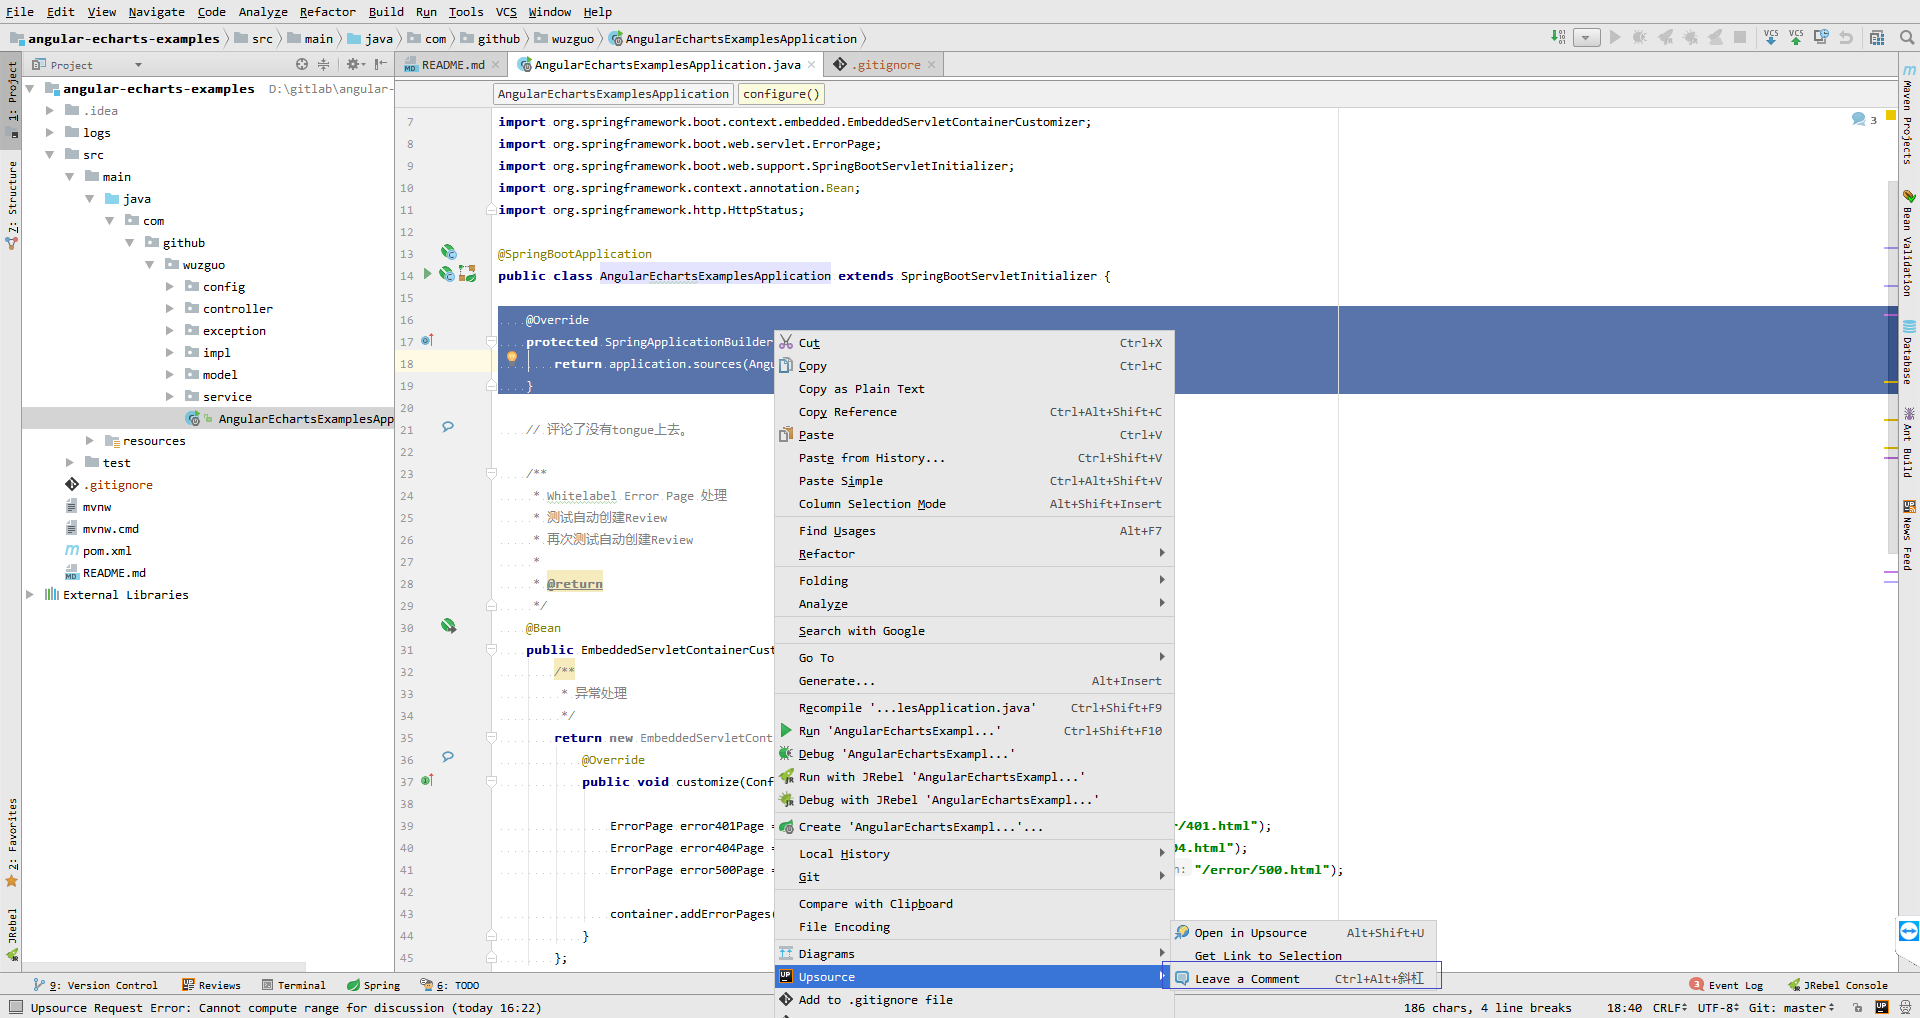 File Edit View Navigate Code Analyze Refactor Build Run Tools VCS Window Help
angular-echarts-examples src main java com github wuzguo AngularEchartsExamplesApplication
Project
README.md AngularEchartsExamplesApplication.java .gitignore
AngularEchartsExamplesApplication configure()
angular-echarts-examples D:\gitlab\angular-
.idea
logs
src
main
java
com
github
wuzguo
config
controller
exception
impl
model
service
AngularEchartsExamplesApp
resources
test
.gitignore
mvnw
mvnw.cmd
pom.xml
README.md
External Libraries
1: Project
7: Structure
2: Favorites
JRebel
7 import org.springframework.boot.context.embedded.EmbeddedServletContainerCustomizer;
8 import org.springframework.boot.web.servlet.ErrorPage;
9 import org.springframework.boot.web.support.SpringBootServletInitializer;
10 import org.springframework.context.annotation.Bean;
11 import org.springframework.http.HttpStatus;
12
13 @SpringBootApplication
14 public class AngularEchartsExamplesApplication extends SpringBootServletInitializer {
15
16 @Override
17 protected SpringApplicationBuilder
18 return application.sources(Angu
19 }
20
21 // 评论了没有tongue上去。
22
23 /**
24 * Whitelabel Error Page 处理
25 * 测试自动创建Review
26 * 再次测试自动创建Review
27 *
28 * @return
29 */
30 @Bean
31 public EmbeddedServletContainerCust
32 /**
33 * 异常处理
34 */
35 return new EmbeddedServletCont
36 @Override
37 public void customize(Conf
38
39 ErrorPage error401Page = r/401.html");
40 ErrorPage error404Page = 04.html");
41 ErrorPage error500Page = n: "/error/500.html");
42
43 container.addErrorPages(
44 }
45 };
Cut Ctrl+X
Copy Ctrl+C
Copy as Plain Text
Copy Reference Ctrl+Alt+Shift+C
Paste Ctrl+V
Paste from History... Ctrl+Shift+V
Paste Simple Ctrl+Alt+Shift+V
Column Selection Mode Alt+Shift+Insert
Find Usages Alt+F7
Refactor
Folding
Analyze
Search with Google
Go To
Generate... Alt+Insert
Recompile '...lesApplication.java' Ctrl+Shift+F9
Run 'AngularEchartsExampl...' Ctrl+Shift+F10
Debug 'AngularEchartsExampl...'
Run with JRebel 'AngularEchartsExampl...'
Debug with JRebel 'AngularEchartsExampl...'
Create 'AngularEchartsExampl...'...
Local History
Git
Compare with Clipboard
File Encoding
Diagrams
Upsource
Add to .gitignore file
Open in Upsource Alt+Shift+U
Get Link to Selection
Leave a Comment Ctrl+Alt+斜杠
3
Maven Projects
Bean Validation
Database
Ant Build
News Feed
9: Version Control Reviews Terminal Spring 6: TODO 3 Event Log JRebel Console
Upsource Request Error: Cannot compute range for discussion (today 16:22) 186 chars, 4 line breaks 18:40 CRLF UTF-8 Git: master